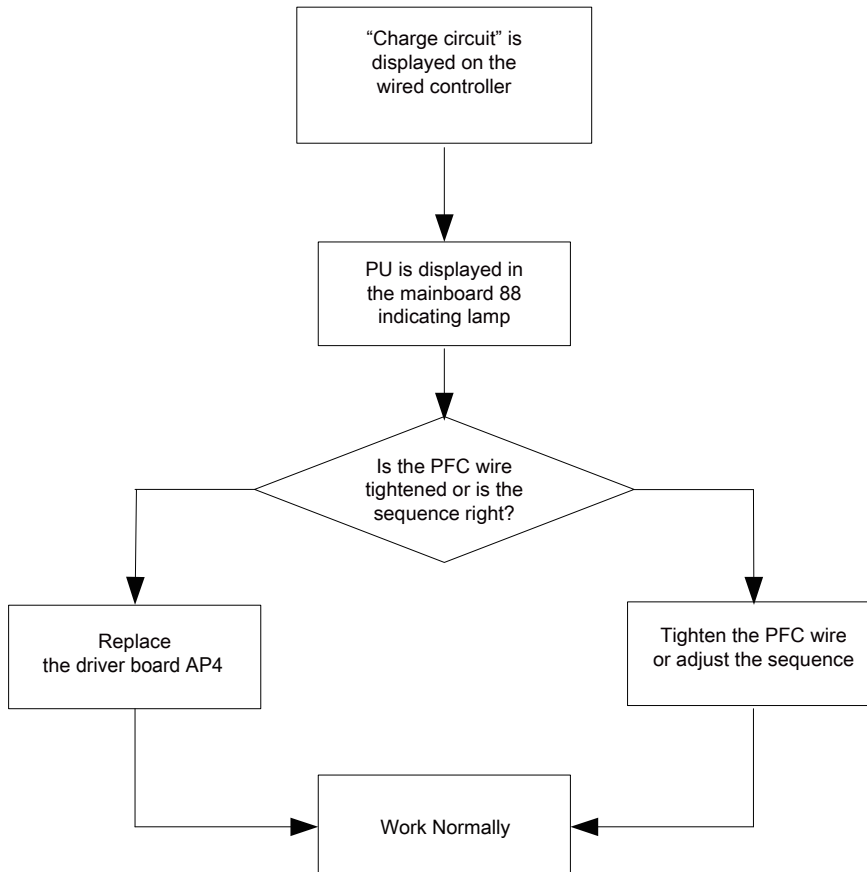 “Charge circuit” is
displayed on the
wired controller
PU is displayed in
the mainboard 88
indicating lamp
Is the PFC wire
tightened or is the
sequence right?
Replace
the driver board AP4
Tighten the PFC wire
or adjust the sequence
Work Normally